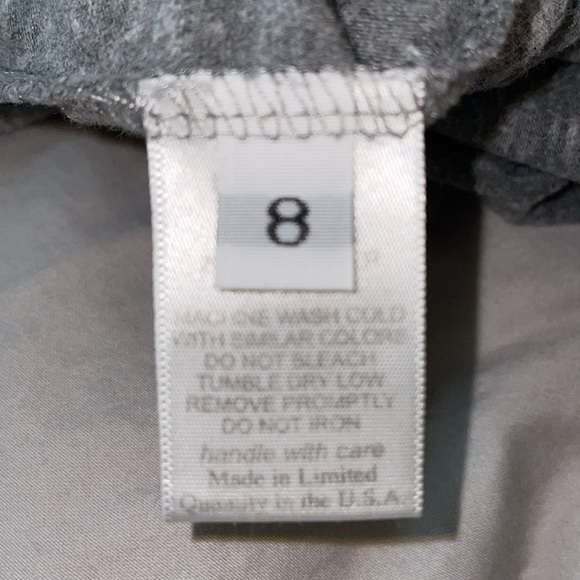 8
MACHINE WASH COLD
WITH SIMILAR COLORS
DO NOT BLEACH
TUMBLE DRY LOW
REMOVE PROMPTLY
DO NOT IRON
handle with care
Made in Limited
Quantity in the U.S.A.